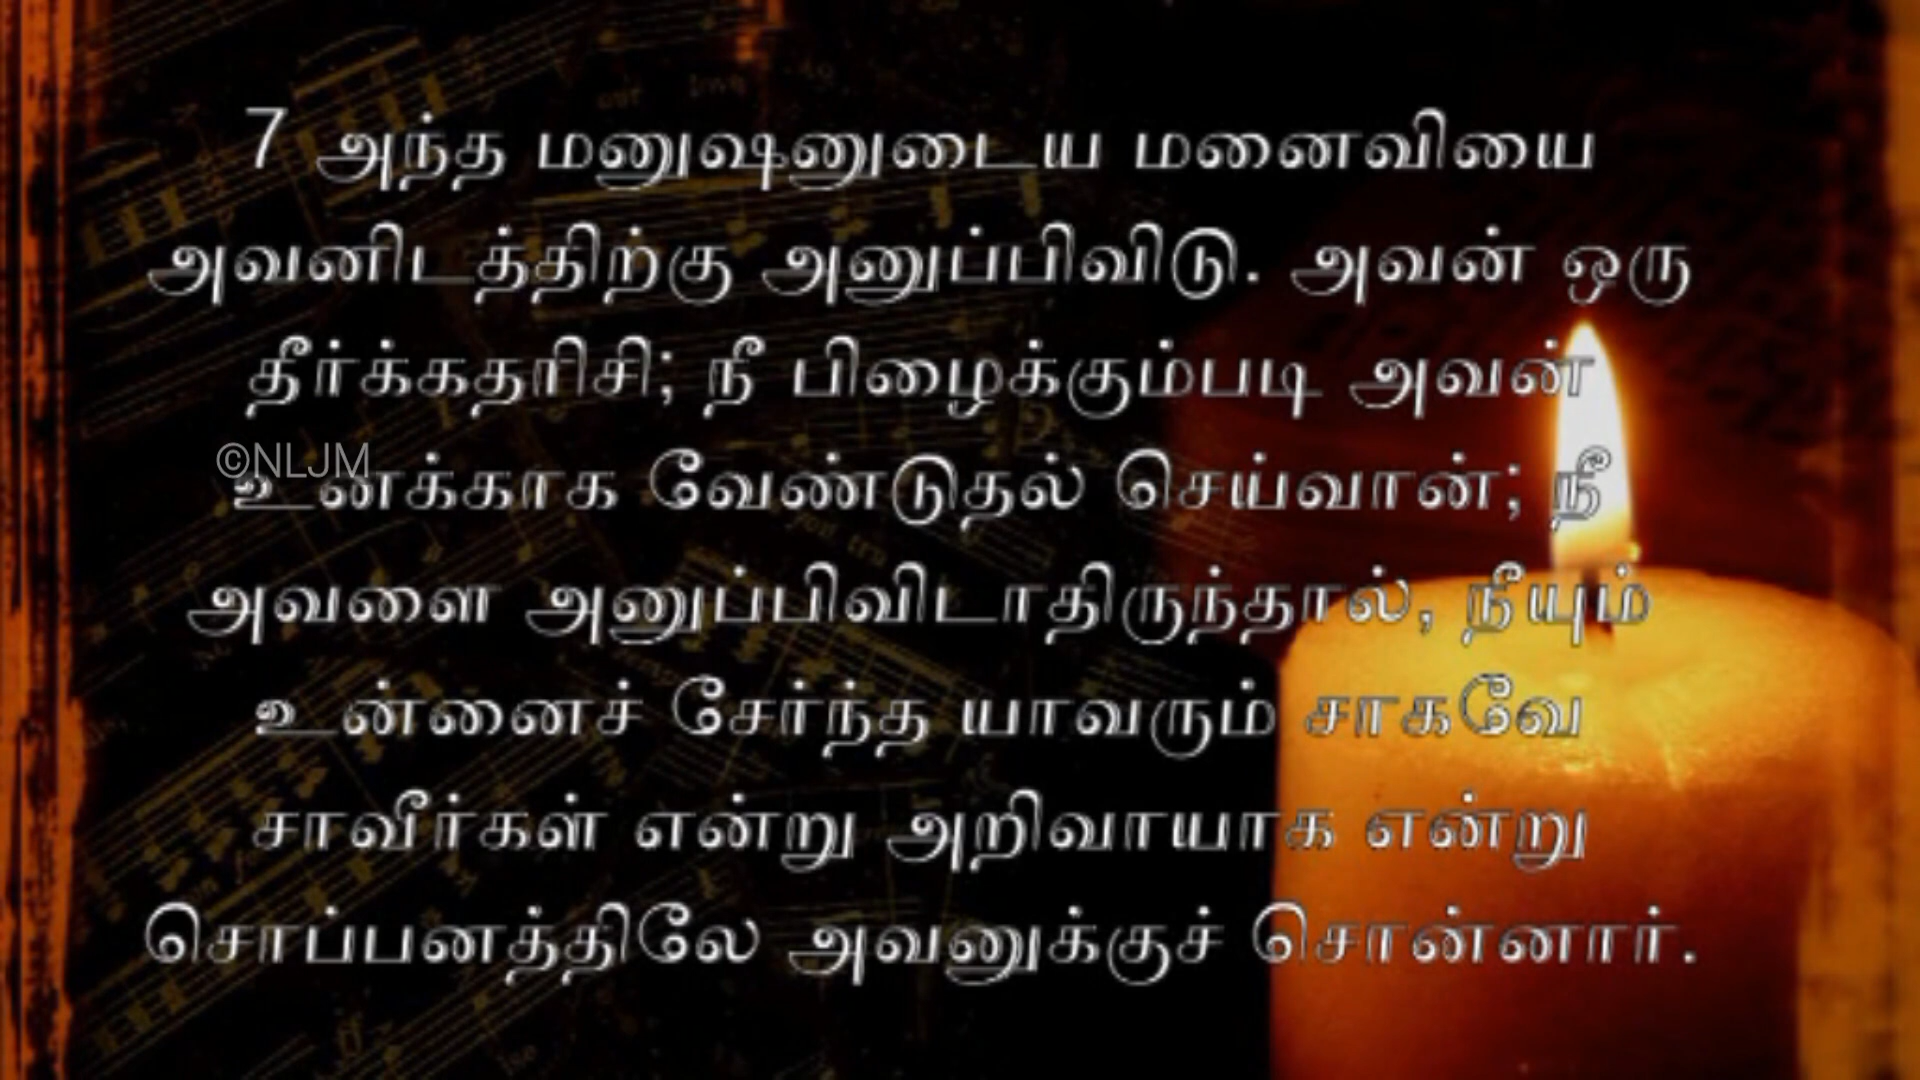 7 அந்த மனுஷனுடைய மனைவியை
அவனிடத்திற்கு அனுப்பிவிடு. அவன் ஒரு
தீர்க்கதரிசி; நீ பிழைக்கும்படி அவன்
©NLJM
உனக்காக வேண்டுதல் செய்வான்; நீ
அவளை அனுப்பிவிடாதிருந்தால், நீயும்
உன்னைச் சேர்ந்த யாவரும் சாகவே
சாவீர்கள் என்று அறிவாயாக என்று
சொப்பனத்திலே அவனுக்குச் சொன்னார்.